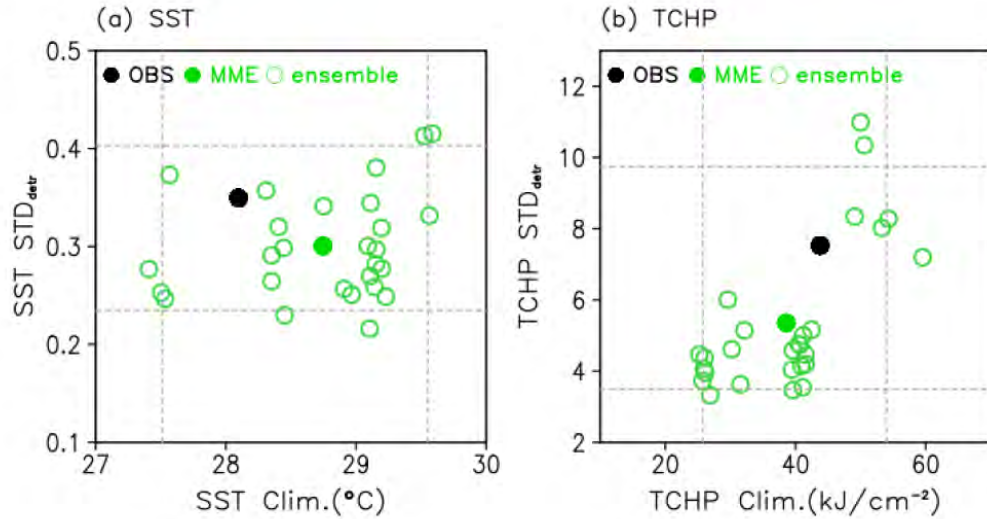 (a) SST
0.5
0.4
0.3
0.2
0.1
SST STD_detr
OBS MME ensemble
27 28 29 30
SST Clim.(°C)
(b) TCHP
12
10
8
6
4
2
TCHP STD_detr
OBS MME ensemble
20 40 60
TCHP Clim.(kJ/cm⁻²)